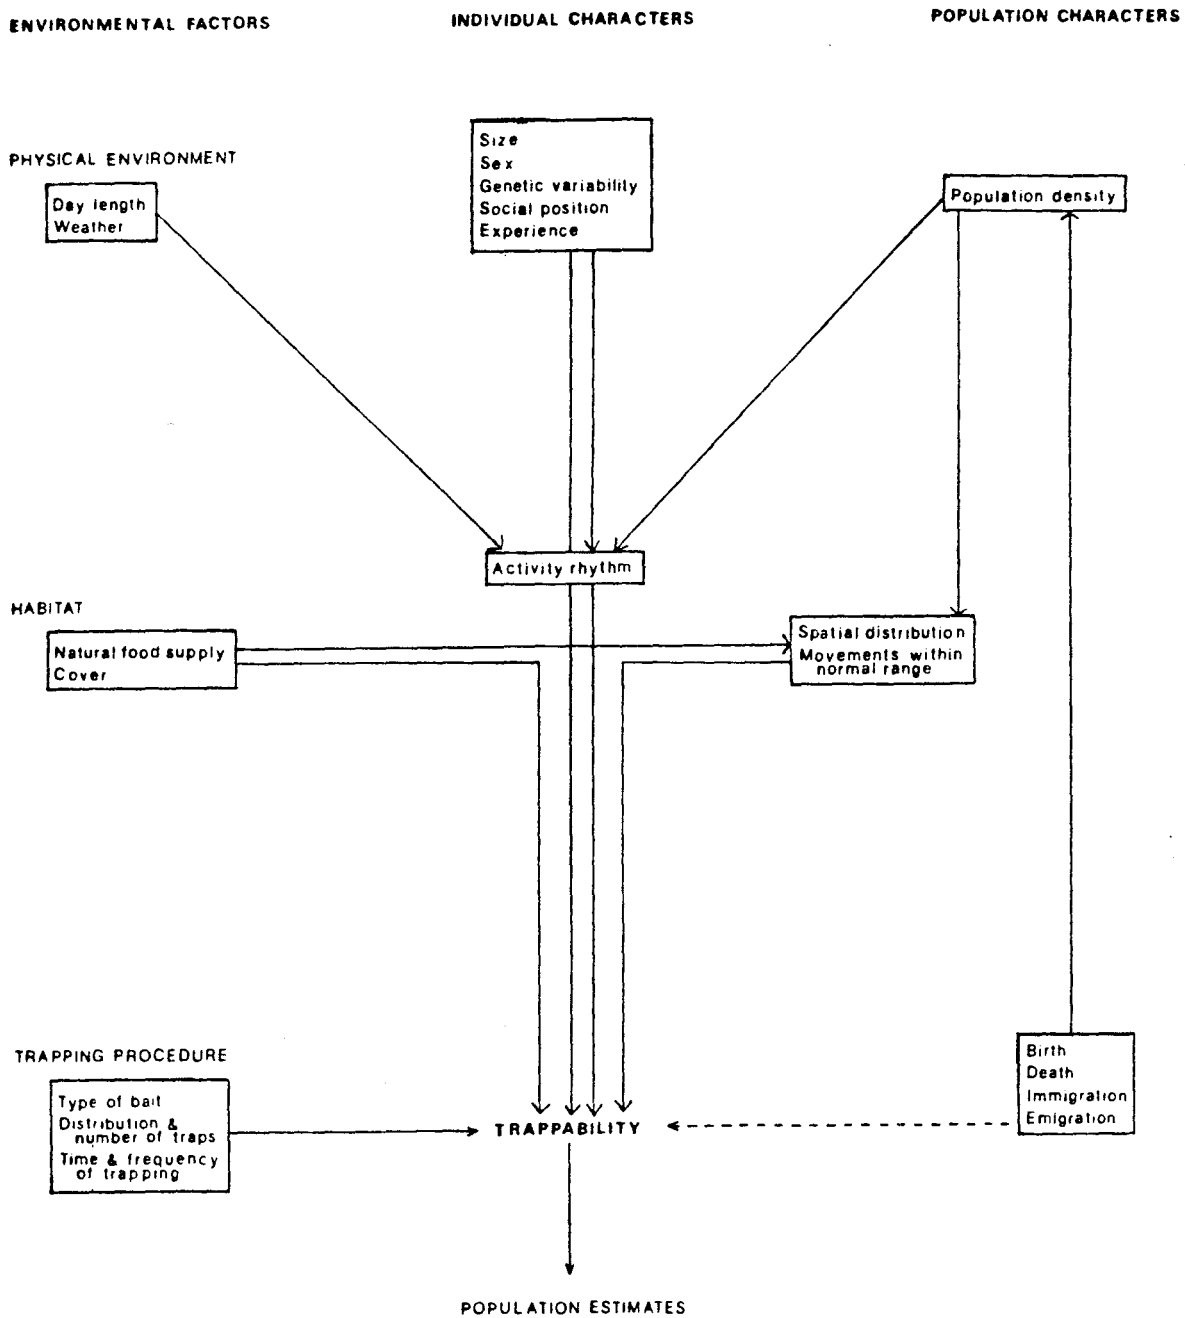 ENVIRONMENTAL FACTORS
INDIVIDUAL CHARACTERS
POPULATION CHARACTERS
PHYSICAL ENVIRONMENT
Day length
Weather
Size
Sex
Genetic variability
Social position
Experience
Population density
Activity rhythm
HABITAT
Natural food supply
Cover
Spatial distribution
Movements within
normal range
TRAPPING PROCEDURE
Type of bait
Distribution &
number of traps
Time & frequency
of trapping
TRAPPABILITY
Birth
Death
Immigration
Emigration
POPULATION ESTIMATES